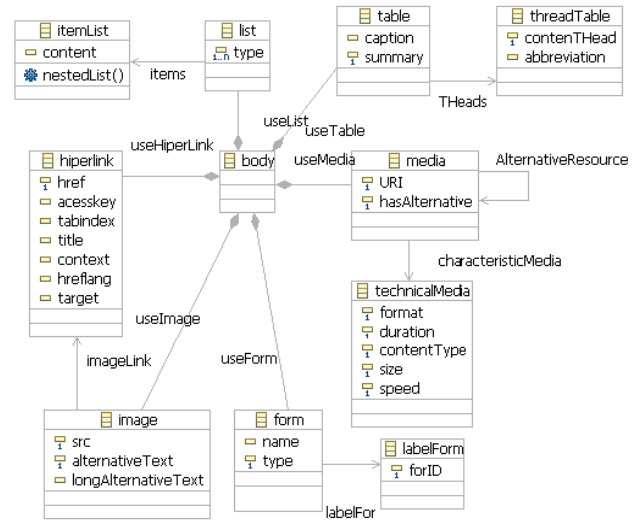 itemList
content
nestedList()
items
list
1..n type
table
caption
summary
THeads
threadTable
contenTHead
abbreviation
useList
useTable
useHiperLink
useMedia
body
hiperlink
href
acesskey
tabindex
title
context
hreflang
target
media
URI
hasAlternative
AlternativeResource
characteristicMedia
technicalMedia
format
duration
contentType
size
speed
useImage
imageLink
useForm
image
src
alternativeText
longAlternativeText
form
name
type
labelForm
forID
labelFor